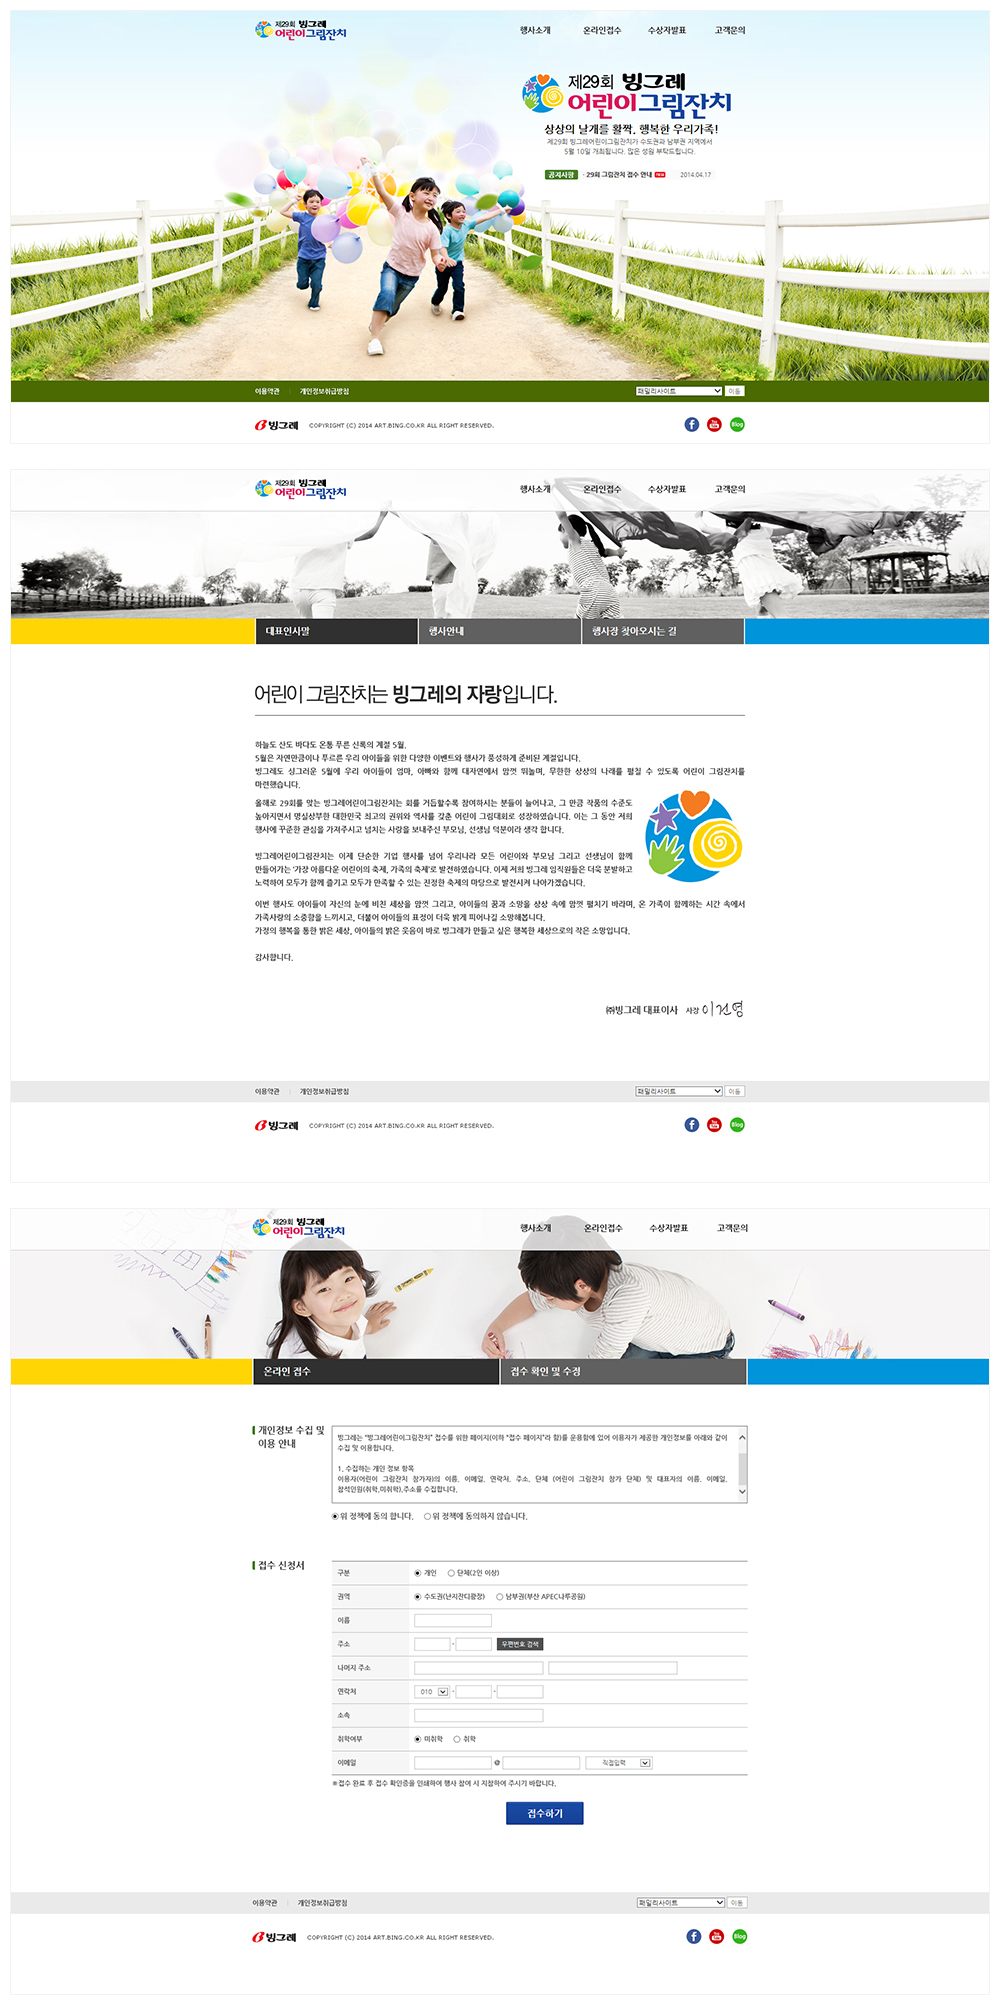 제29회 빙그레
어린이그림잔치
행사소개 온라인접수 수상자발표 고객문의
제29회 빙그레
어린이그림잔치
상상의 날개를 활짝, 행복한 우리가족!
제29회 빙그레어린이그림잔치가 수도권과 남부권 지역에서
5월 10일 개최됩니다. 많은 성원 부탁드립니다.
공지사항 · 29회 그림잔치 접수 안내 NEW 2014.04.17
이용약관 | 개인정보취급방침 패밀리사이트 이동
빙그레 COPYRIGHT (C) 2014 ART.BING.CO.KR ALL RIGHT RESERVED. f You Tube Blog
제29회 빙그레
어린이그림잔치
행사소개 온라인접수 수상자발표 고객문의
대표인사말 행사안내 행사장 찾아오시는 길
어린이 그림잔치는 빙그레의 자랑입니다.
하늘도 산도 바다도 온통 푸른 신록의 계절 5월.
5월은 자연만큼이나 푸르른 우리 아이들을 위한 다양한 이벤트와 행사가 풍성하게 준비된 계절입니다.
빙그레도 싱그러운 5월에 우리 아이들이 엄마, 아빠와 함께 대자연에서 맘껏 뛰놀며, 무한한 상상의 나래를 펼칠 수 있도록 어린이 그림잔치를
마련했습니다.
올해로 29회를 맞는 빙그레어린이그림잔치는 회를 거듭할수록 참여하시는 분들이 늘어나고, 그 만큼 작품의 수준도
높아지면서 명실상부한 대한민국 최고의 권위와 역사를 갖춘 어린이 그림대회로 성장하였습니다. 이는 그 동안 저희
행사에 꾸준한 관심을 가져주시고 넘치는 사랑을 보내주신 부모님, 선생님 덕분이라 생각 합니다.
빙그레어린이그림잔치는 이제 단순한 기업 행사를 넘어 우리나라 모든 어린이와 부모님 그리고 선생님이 함께
만들어가는 '가장 아름다운 어린이의 축제, 가족의 축제'로 발전하였습니다. 이제 저희 빙그레 임직원들은 더욱 분발하고
노력하여 모두가 함께 즐기고 모두가 만족할 수 있는 진정한 축제의 마당으로 발전시켜 나아가겠습니다.
이번 행사도 아이들이 자신의 눈에 비친 세상을 맘껏 그리고, 아이들의 꿈과 소망을 상상 속에 맘껏 펼치기 바라며, 온 가족이 함께하는 시간 속에서
가족사랑의 소중함을 느끼시고, 더불어 아이들의 표정이 더욱 밝게 피어나길 소망해봅니다.
가정의 행복을 통한 밝은 세상, 아이들의 밝은 웃음이 바로 빙그레가 만들고 싶은 행복한 세상으로의 작은 소망입니다.
감사합니다.
㈜빙그레 대표이사 사장 이건영
이용약관 | 개인정보취급방침 패밀리사이트 이동
빙그레 COPYRIGHT (C) 2014 ART.BING.CO.KR ALL RIGHT RESERVED. f You Tube Blog
제29회 빙그레
어린이그림잔치
행사소개 온라인접수 수상자발표 고객문의
온라인 접수 접수 확인 및 수정
개인정보 수집 및
이용 안내
빙그레는 "빙그레어린이그림잔치" 접수를 위한 페이지(이하 "접수 페이지"라 함)를 운용함에 있어 이용자가 제공한 개인정보를 아래와 같이
수집 및 이용합니다.
1. 수집하는 개인 정보 항목
이용자(어린이 그림잔치 참가자)의 이름, 이메일, 연락처, 주소, 단체 (어린이 그림잔치 참가 단체) 및 대표자의 이름, 이메일,
참석인원(취학,미취학),주소를 수집합니다.
위 정책에 동의 합니다. 위 정책에 동의하지 않습니다.
접수 신청서
구분 개인 단체(2인 이상)
권역 수도권(난지잔디광장) 남부권(부산 APEC나루공원)
이름
주소 - 우편번호 검색
나머지 주소
연락처 010 - -
소속
취학여부 미취학 취학
이메일 @ 직접입력
※접수 완료 후 접수 확인증을 인쇄하여 행사 참여 시 지참하여 주시기 바랍니다.
접수하기
이용약관 | 개인정보취급방침 패밀리사이트 이동
빙그레 COPYRIGHT (C) 2014 ART.BING.CO.KR ALL RIGHT RESERVED. f You Tube Blog